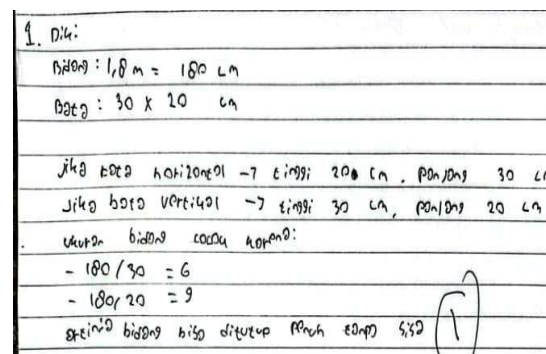 1. Dik:
Bidang : 1,8 m = 180 cm
Bata : 30 x 20 cm
jika bata horizontal → tinggi 20 cm. panjang 30 cm
Jika bata vertikal → tinggi 30 cm, panjang 20 cm
ukuran bidang cocok karena:
- 180/30 = 6
- 180/20 = 9
artinya bidang bisa ditutup penuh tanpa sisa